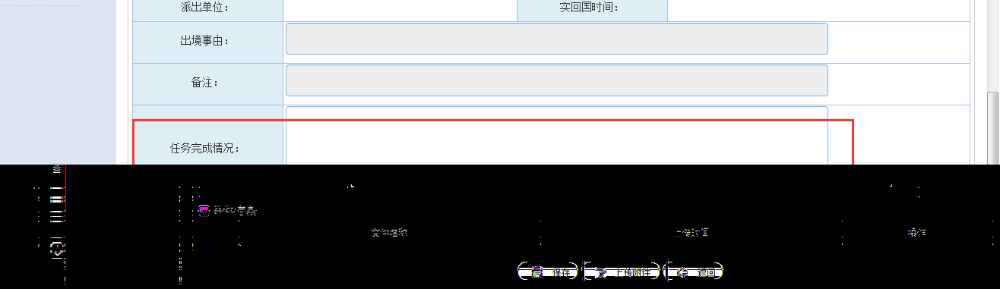 派出单位： 实回国时间：
出境事由：
备注：
任务完成情况：
附件信息
文件名称 上传时间 操作
保存 上传附件 返回